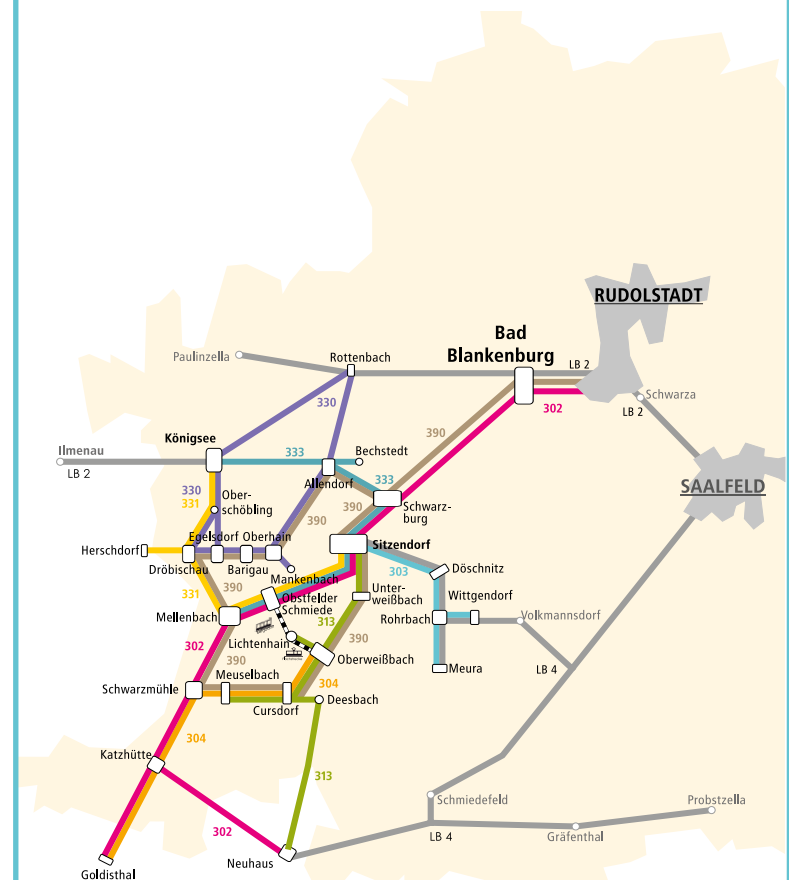 RUDOLSTADT
Bad
Blankenburg
LB 2
Paulinzella
Rottenbach
302
Schwarza
LB 2
330
390
Königsee
Ilmenau
LB 2
333
Bechstedt
Allendorf
333
SAALFELD
330
331
Ober-
schöbling
390
390
Schwarz-
burg
Egelsdorf
Oberhain
Sitzendorf
Herschdorf
Dröbischau
Barigau
Mankenbach
303
Döschnitz
390
331
Obstfelder
Schmiede
Unter-
weißbach
Wittgendorf
Mellenbach
313
Rohrbach
Volkmannsdorf
302
390
Lichtenhain
390
Oberweißbach
Meura
LB 4
Meuselbach
Schwarzmühle
304
Cursdorf
Deesbach
304
Katzhütte
313
302
Schmiedefeld
Probstzella
LB 4
Gräfenthal
Neuhaus
Goldisthal